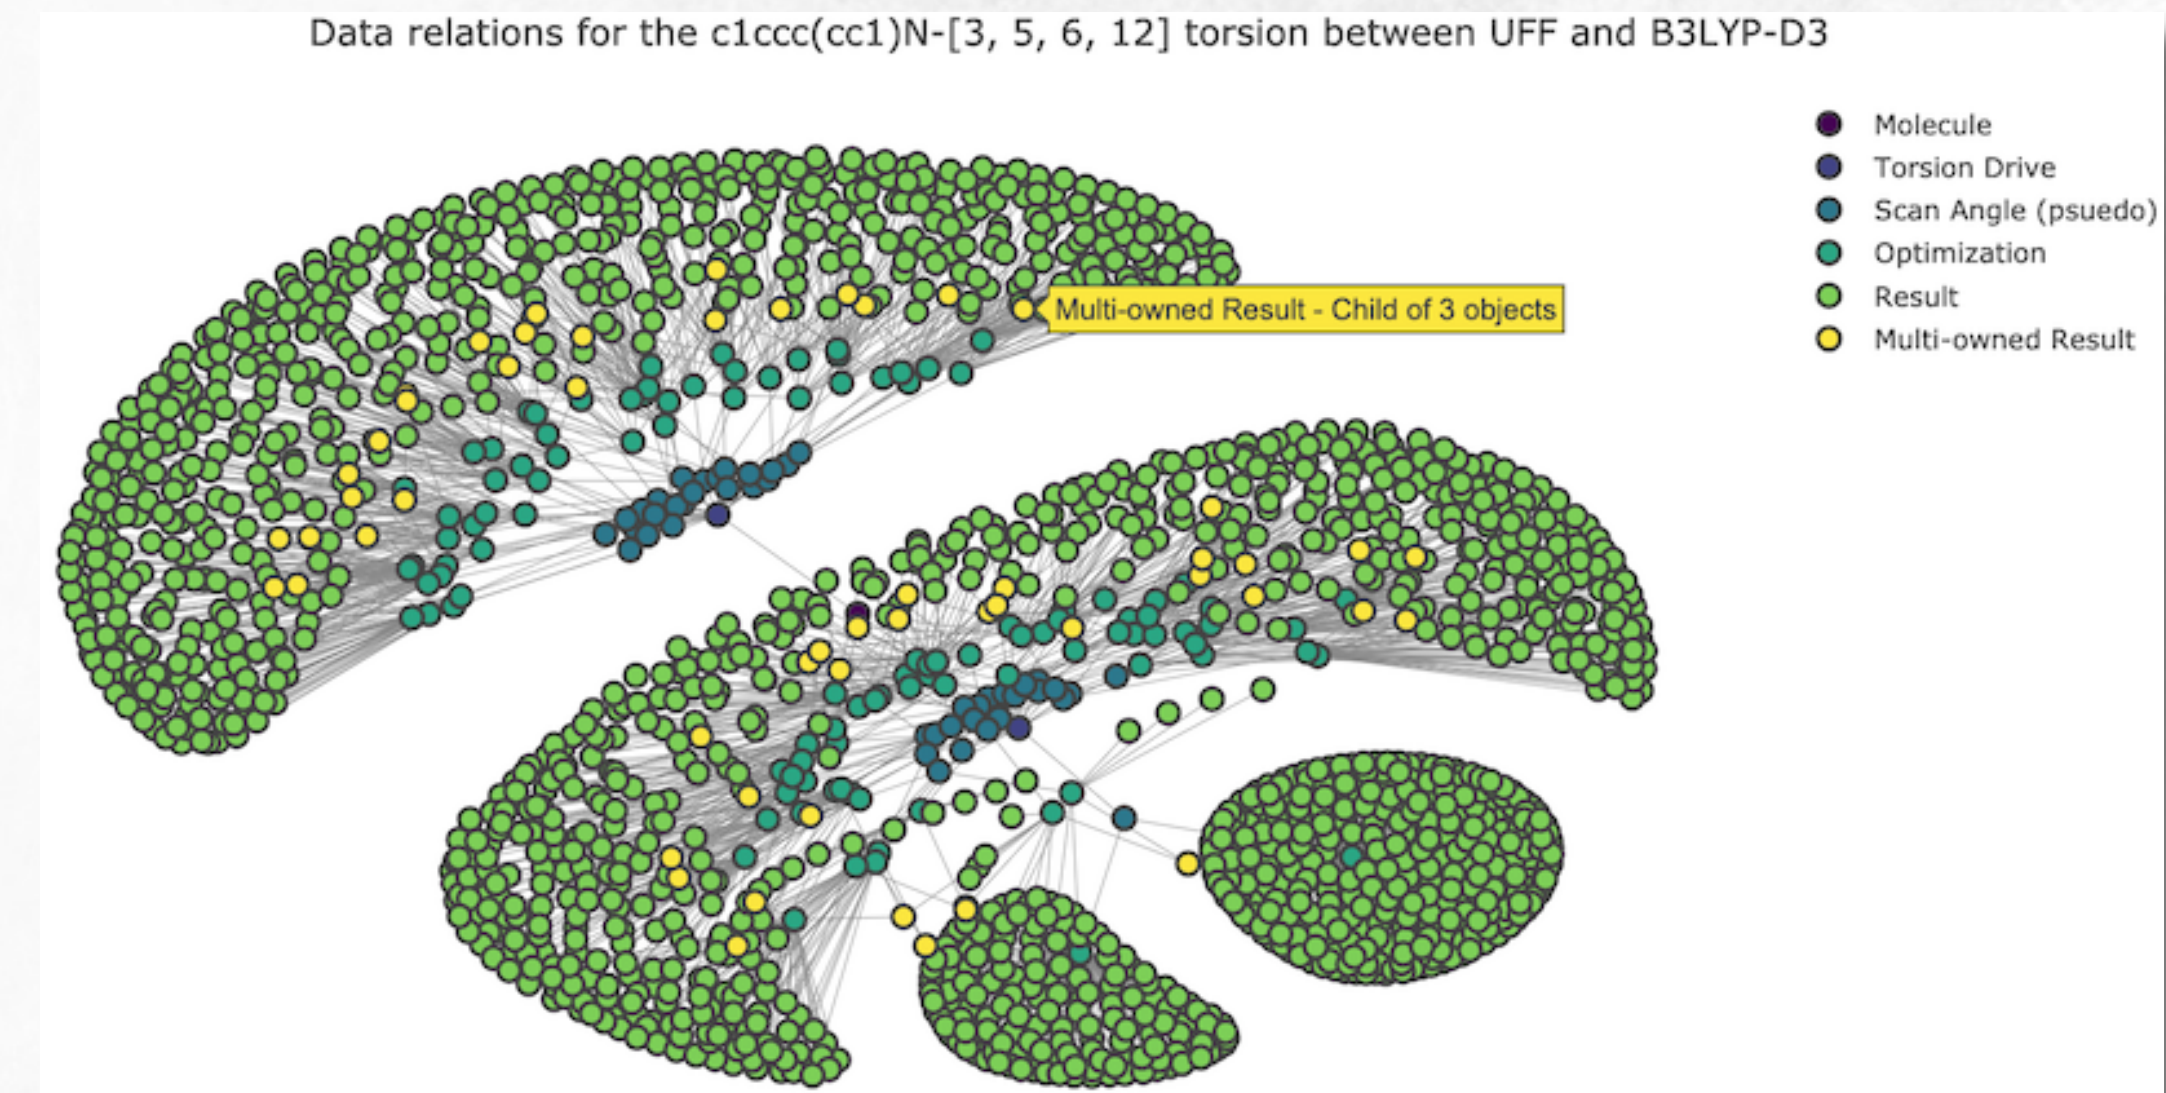 Data relations for the c1ccc(cc1)N-[3, 5, 6, 12] torsion between UFF and B3LYP-D3
Molecule
Torsion Drive
Scan Angle (psuedo)
Optimization
Result
Multi-owned Result
Multi-owned Result - Child of 3 objects